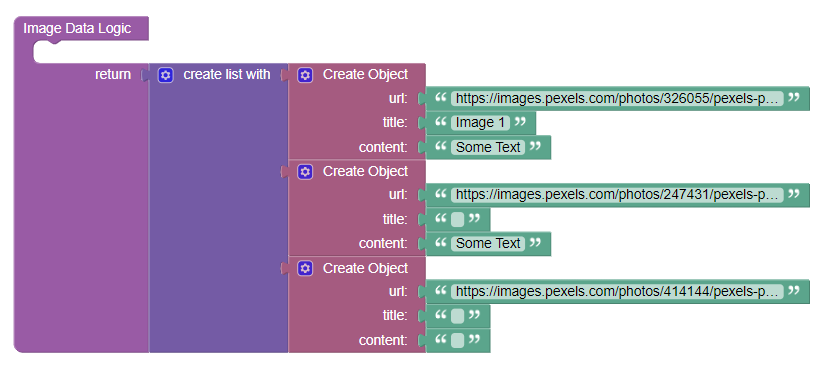 Image Data Logic
return create list with Create Object
url: “ https://images.pexels.com/photos/326055/pexels-p... ”
title: “ Image 1 ”
content: “ Some Text ”
Create Object
url: “ https://images.pexels.com/photos/247431/pexels-p... ”
title: “ ”
content: “ Some Text ”
Create Object
url: “ https://images.pexels.com/photos/414144/pexels-p... ”
title: “ ”
content: “ ”